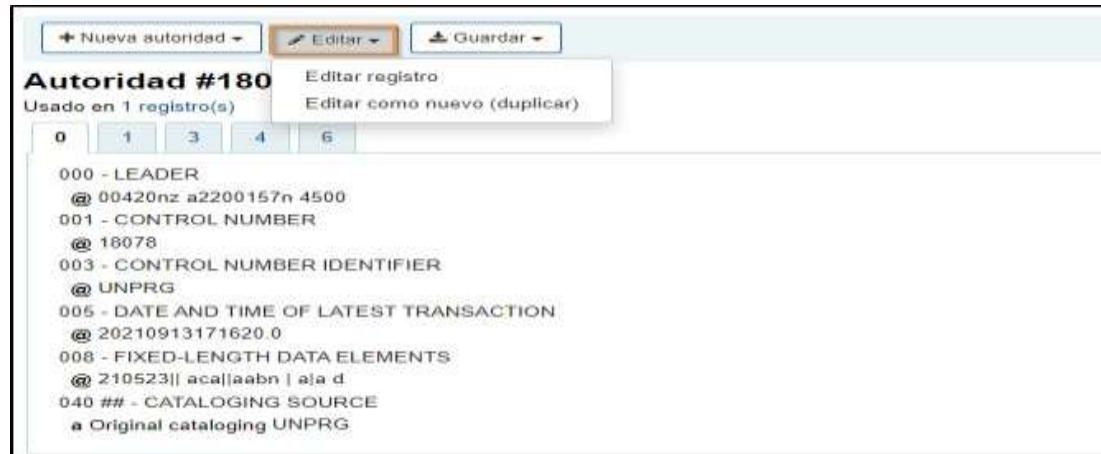 Nueva autoridad
Editar
Guardar
Editar registro
Editar como nuevo (duplicar)
Autoridad #180
Usado en 1 registro(s)
0 1 3 4 6
000 - LEADER
@ 00420nz a2200157n 4500
001 - CONTROL NUMBER
@ 18078
003 - CONTROL NUMBER IDENTIFIER
@ UNPRG
005 - DATE AND TIME OF LATEST TRANSACTION
@ 20210913171620.0
008 - FIXED-LENGTH DATA ELEMENTS
@ 210523|| aca||aabn | a|a d
040 ## - CATALOGING SOURCE
a Original cataloging UNPRG